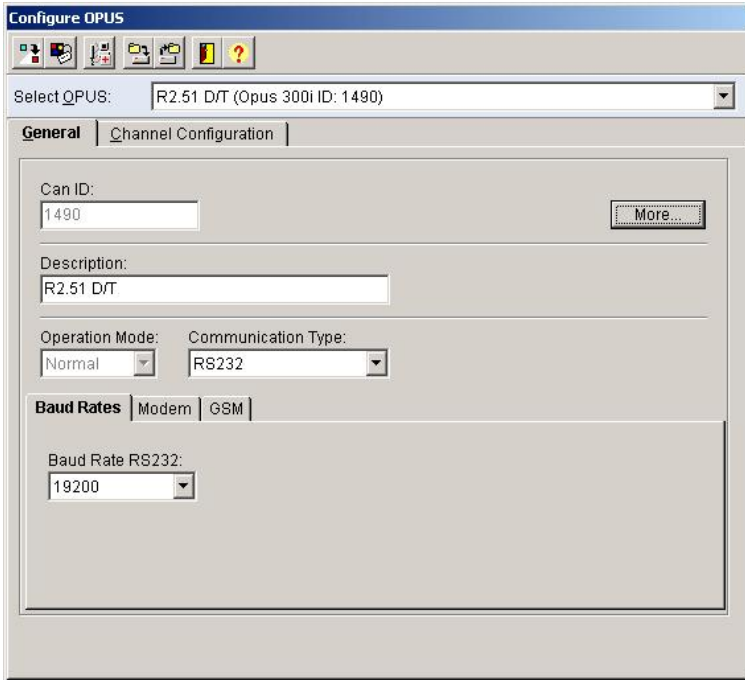 Configure OPUS
?
Select OPUS: R2.51 D/T (Opus 300i ID: 1490)
General Channel Configuration
Can ID:
1490 More...
Description:
R2.51 D/T
Operation Mode: Communication Type:
Normal RS232
Baud Rates Modem GSM
Baud Rate RS232:
19200